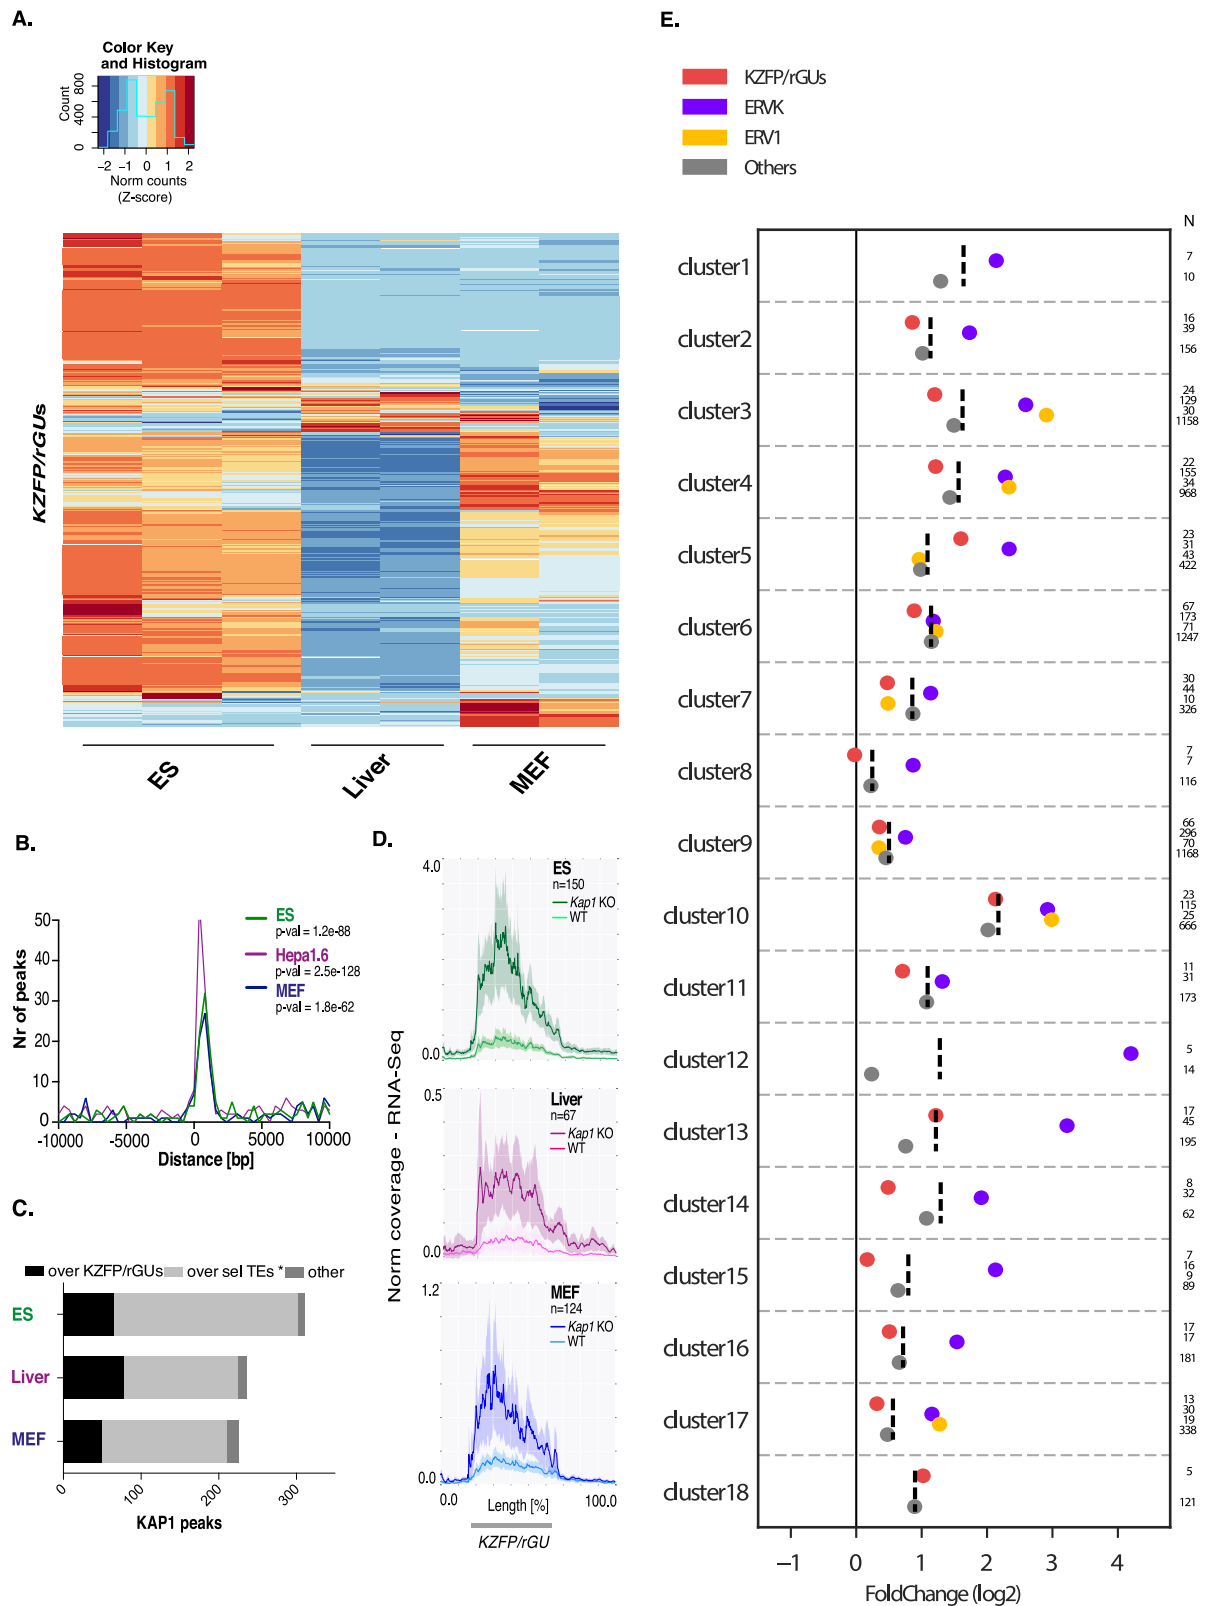 A.
Color Key
and Histogram
Count
0
400
800
−2 −1 0 1 2
Norm counts
(Z-score)
KZFP/rGUs
ES
Liver
MEF
B.
Nr of peaks
50
40
30
20
10
0
-10000 -5000 0 5000 10000
Distance [bp]
ES
p-val = 1.2e-88
Hepa1.6
p-val = 2.5e-128
MEF
p-val = 1.8e-62
C.
over KZFP/rGUs over sel TEs * other
ES
Liver
MEF
0 100 200 300
KAP1 peaks
D.
Norm coverage - RNA-Seq
4.0
0.0
ES
n=150
Kap1 KO
WT
0.5
0.0
Liver
n=67
Kap1 KO
WT
1.2
0.0
MEF
n=124
Kap1 KO
WT
0.0 Length [%] 100.0
KZFP/rGU
E.
KZFP/rGUs
ERVK
ERV1
Others
N
cluster1
7
10
cluster2
16
39
156
cluster3
24
129
30
1158
cluster4
22
155
34
968
cluster5
23
31
43
422
cluster6
67
173
71
1247
cluster7
30
44
10
326
cluster8
7
7
116
cluster9
66
296
70
1168
cluster10
23
115
25
666
cluster11
11
31
173
cluster12
5
14
cluster13
17
45
195
cluster14
8
32
62
cluster15
7
16
9
89
cluster16
17
17
181
cluster17
13
30
19
338
cluster18
5
121
−1 0 1 2 3 4
FoldChange (log2)